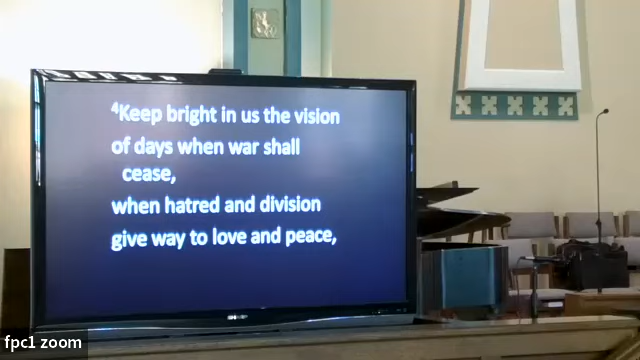 ⁴Keep bright in us the vision
of days when war shall
cease,
when hatred and division
give way to love and peace,
SHARP
fpc1 zoom